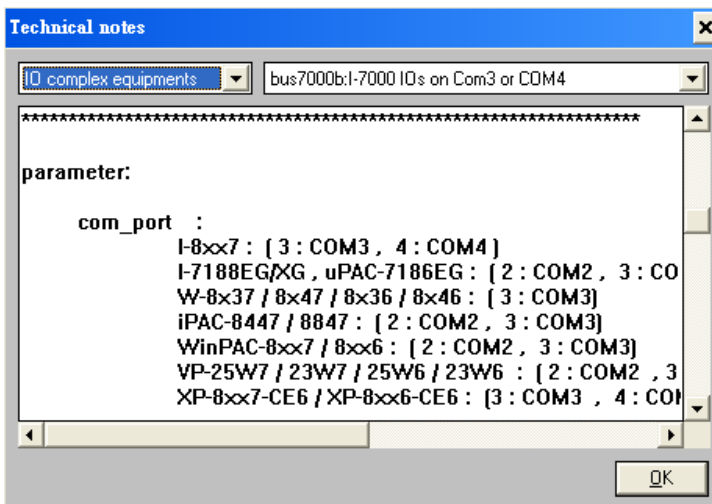 Technical notes
IO complex equipments
bus7000b:I-7000 IOs on Com3 or COM4
******************************************************************
parameter:
com_port :
I-8xx7 : ( 3 : COM3 , 4 : COM4 )
I-7188EG/XG , uPAC-7186EG : ( 2 : COM2 , 3 : CO
W-8x37 / 8x47 / 8x36 / 8x46 : ( 3 : COM3)
iPAC-8447 / 8847 : ( 2 : COM2 , 3 : COM3)
WinPAC-8xx7 / 8xx6 : ( 2 : COM2 , 3 : COM3)
VP-25W7 / 23W7 / 25W6 / 23W6 : ( 2 : COM2 , 3
XP-8xx7-CE6 / XP-8xx6-CE6 : (3 : COM3 , 4 : CO
OK